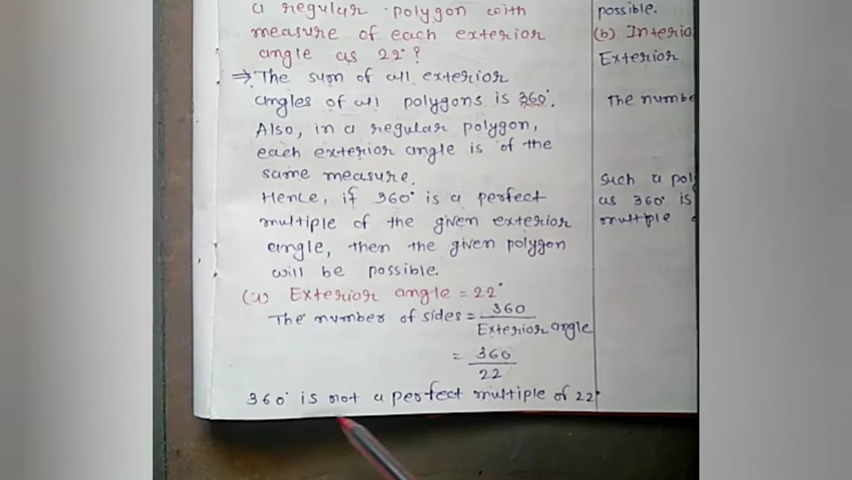 a regular polygon with
measure of each exterior
angle as 22°?
⇒ The sum of all exterior
angles of all polygons is 360°.
Also, in a regular polygon,
each exterior angle is of the
same measure.
Hence, if 360° is a perfect
multiple of the given exterior
angle, then the given polygon
will be possible.
(a) Exterior angle = 22°
The number of sides = 360
Exterior angle
= 360
22
360° is not a perfect multiple of 22°
possible.
(b) Interio
Exterior
The numbe
Such a pol
as 360° is
multiple